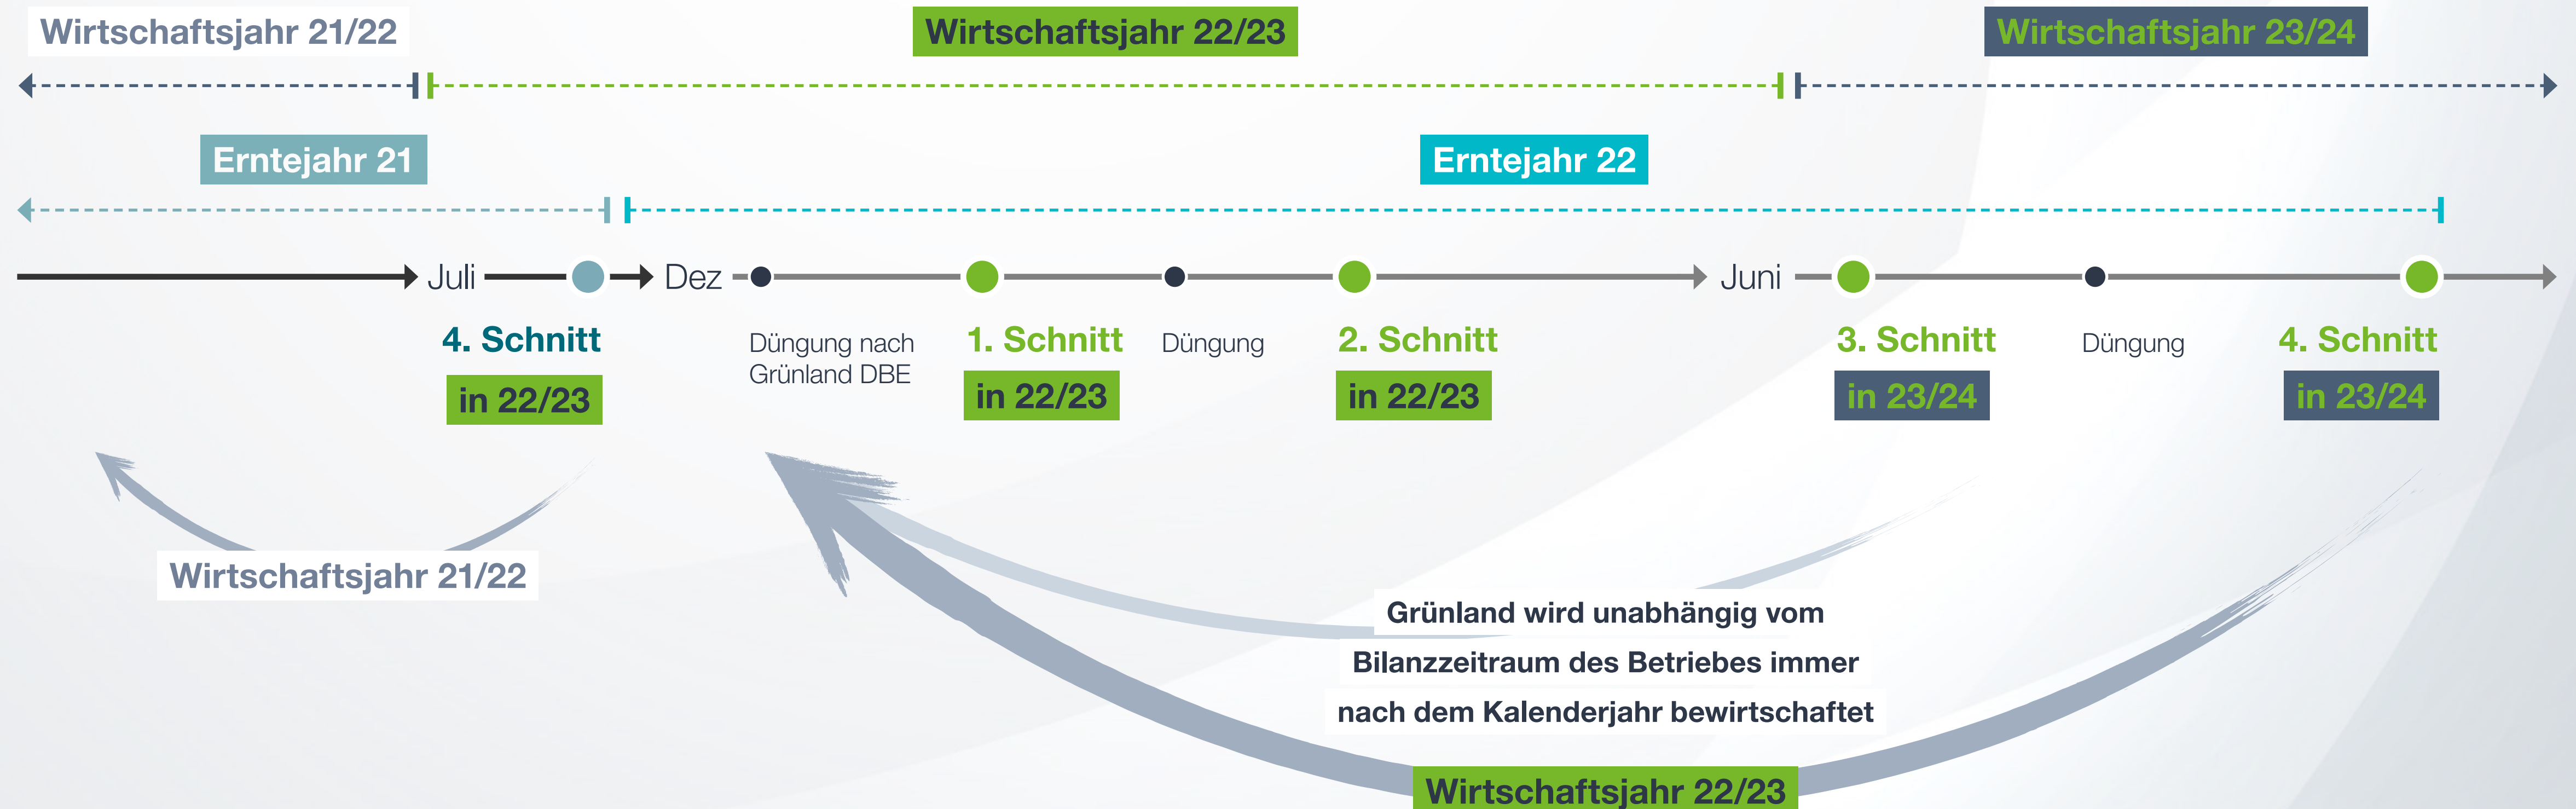 Wirtschaftsjahr 21/22
Wirtschaftsjahr 22/23
Wirtschaftsjahr 23/24
Erntejahr 21
Erntejahr 22
Juli
Dez
Juni
4. Schnitt
in 22/23
Düngung nach
Grünland DBE
1. Schnitt
in 22/23
Düngung
2. Schnitt
in 22/23
3. Schnitt
in 23/24
Düngung
4. Schnitt
in 23/24
Wirtschaftsjahr 21/22
Grünland wird unabhängig vom
Bilanzzeitraum des Betriebes immer
nach dem Kalenderjahr bewirtschaftet
Wirtschaftsjahr 22/23